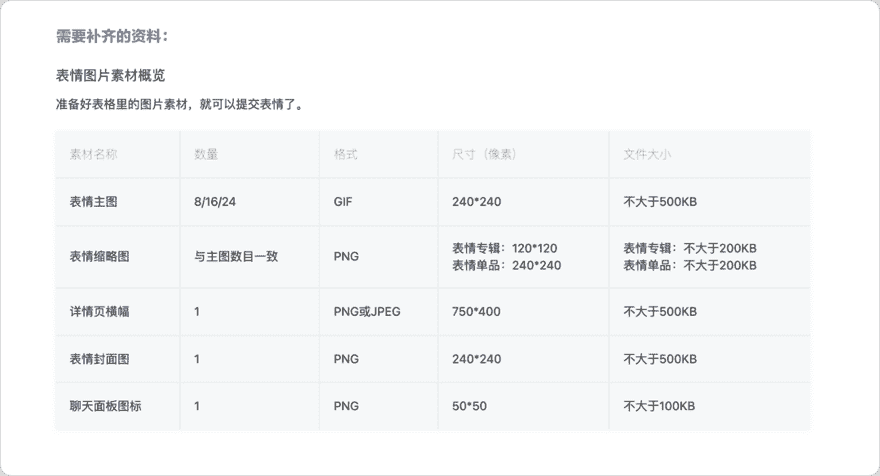 需要补齐的资料：
表情图片素材概览
准备好表格里的图片素材，就可以提交表情了。
素材名称 数量 格式 尺寸（像素） 文件大小
表情主图 8/16/24 GIF 240*240 不大于500KB
表情缩略图 与主图数目一致 PNG 表情专辑：120*120 表情专辑：不大于200KB
表情单品：240*240 表情单品：不大于200KB
详情页横幅 1 PNG或JPEG 750*400 不大于500KB
表情封面图 1 PNG 240*240 不大于500KB
聊天面板图标 1 PNG 50*50 不大于100KB